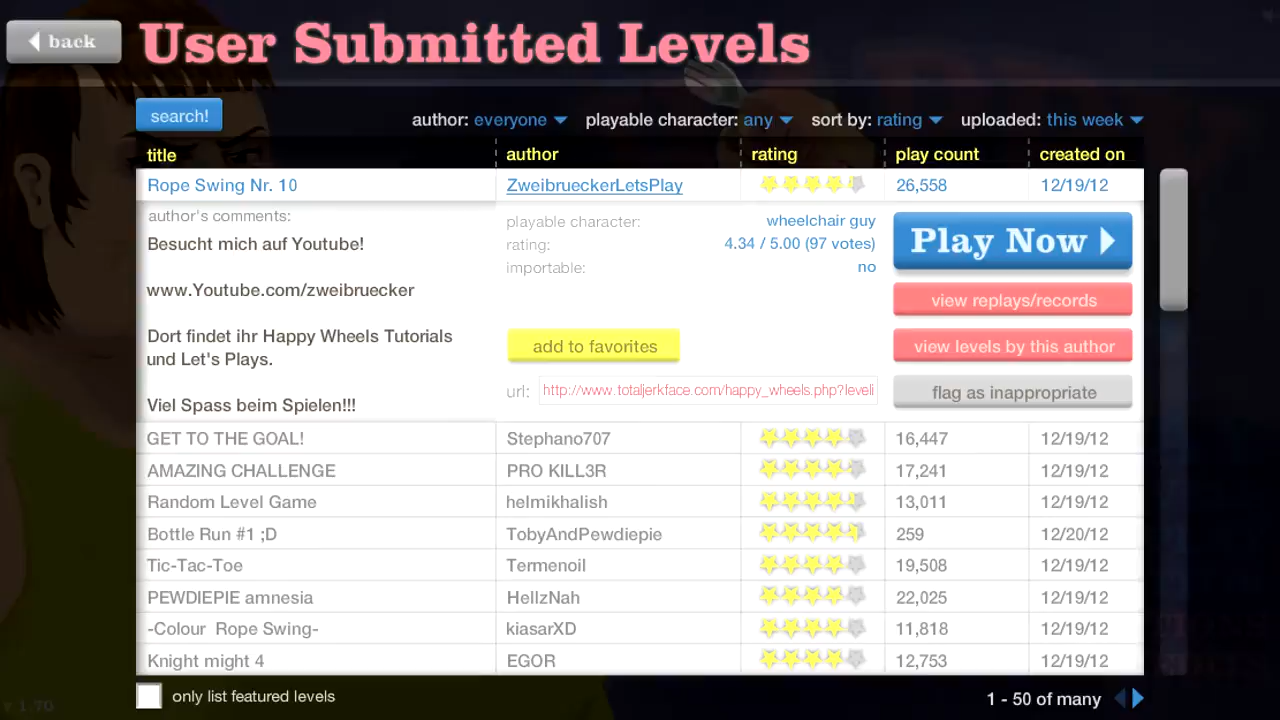 back
User Submitted Levels
search!
author: everyone playable character: any sort by: rating uploaded: this week
title author rating play count created on
Rope Swing Nr. 10 ZweibrueckerLetsPlay 26,558 12/19/12
author's comments:
Besucht mich auf Youtube!
www.Youtube.com/zweibruecker
Dort findet ihr Happy Wheels Tutorials
und Let's Plays.
Viel Spass beim Spielen!!!
playable character: wheelchair guy
rating: 4.34 / 5.00 (97 votes)
importable: no
add to favorites
url: http://www.totaljerkface.com/happy_wheels.php?leveli
Play Now
view replays/records
view levels by this author
flag as inappropriate
GET TO THE GOAL! Stephano707 16,447 12/19/12
AMAZING CHALLENGE PRO KILL3R 17,241 12/19/12
Random Level Game helmikhalish 13,011 12/19/12
Bottle Run #1 ;D TobyAndPewdiepie 259 12/20/12
Tic-Tac-Toe Termenoil 19,508 12/19/12
PEWDIEPIE amnesia HellzNah 22,025 12/19/12
-Colour Rope Swing- kiasarXD 11,818 12/19/12
Knight might 4 EGOR 12,753 12/19/12
only list featured levels
1 - 50 of many
v 1.70